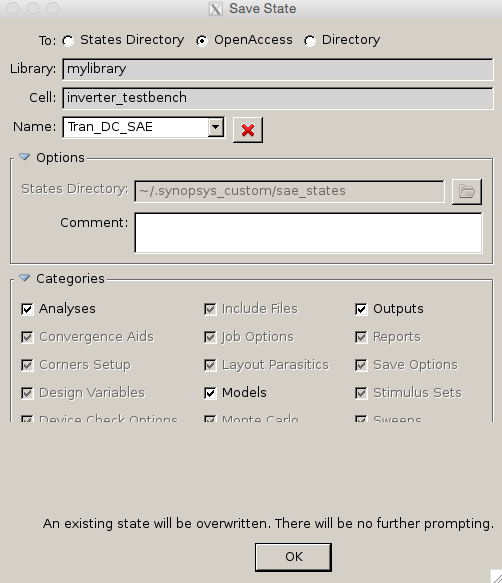 Save State
To: States Directory OpenAccess Directory
Library: mylibrary
Cell: inverter_testbench
Name: Tran_DC_SAE
Options
States Directory: ~/.synopsys_custom/sae_states
Comment:
Categories
Analyses Include Files Outputs
Convergence Aids Job Options Reports
Corners Setup Layout Parasitics Save Options
Design Variables Models Stimulus Sets
Device Check Options Monte Carlo Sweeps
An existing state will be overwritten. There will be no further prompting.
OK